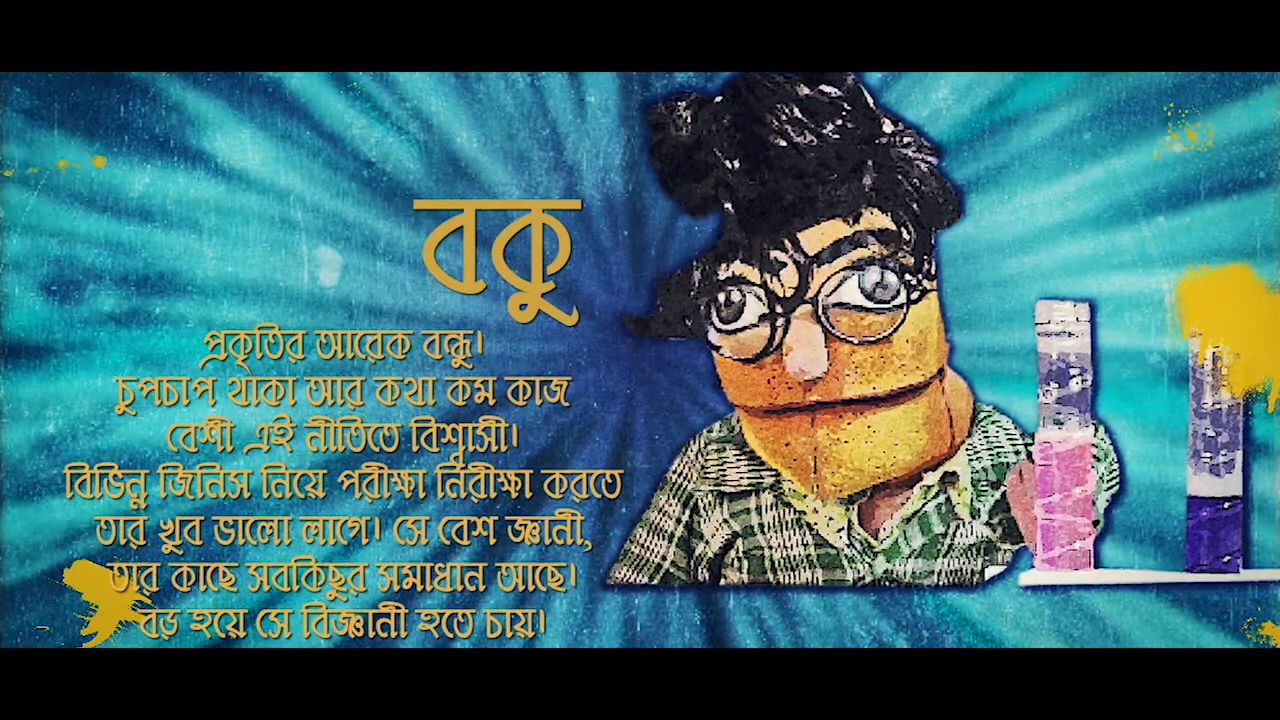 বকু
প্রকৃতির আরেক বন্ধু।
চুপচাপ থাকা আর কথা কম কাজ
বেশী এই নীতিতে বিশ্বাসী।
বিভিন্ন জিনিস নিয়ে পরীক্ষা নিরীক্ষা করতে
তার খুব ভালো লাগে। সে বেশ জ্ঞানী,
তার কাছে সবকিছুর সমাধান আছে।
বড় হয়ে সে বিজ্ঞানী হতে চায়।